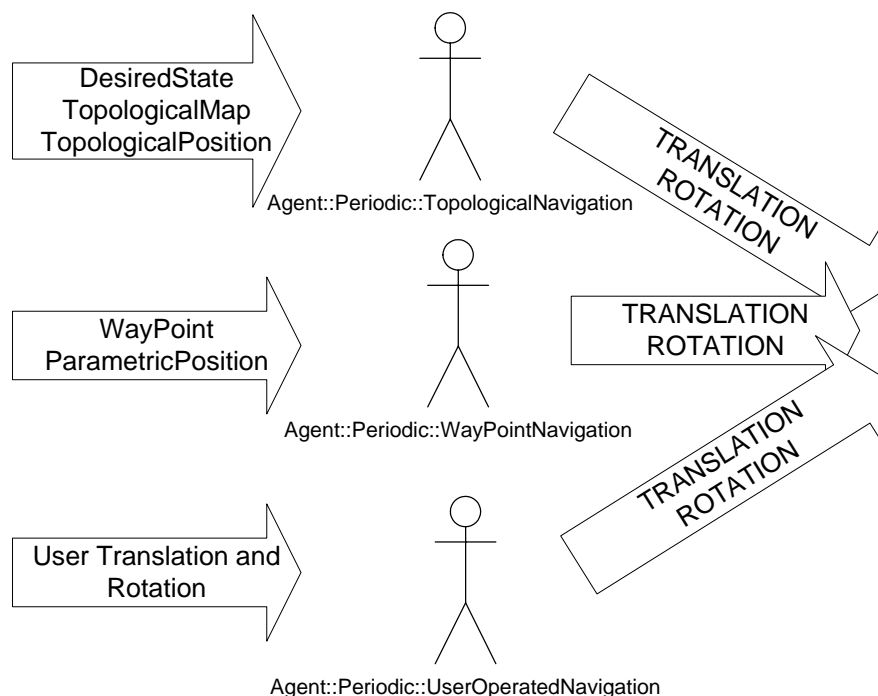 DesiredState
TopologicalMap
TopologicalPosition
Agent::Periodic::TopologicalNavigation
TRANSLATION
ROTATION
WayPoint
ParametricPosition
Agent::Periodic::WayPointNavigation
TRANSLATION
ROTATION
User Translation and
Rotation
Agent::Periodic::UserOperatedNavigation
TRANSLATION
ROTATION